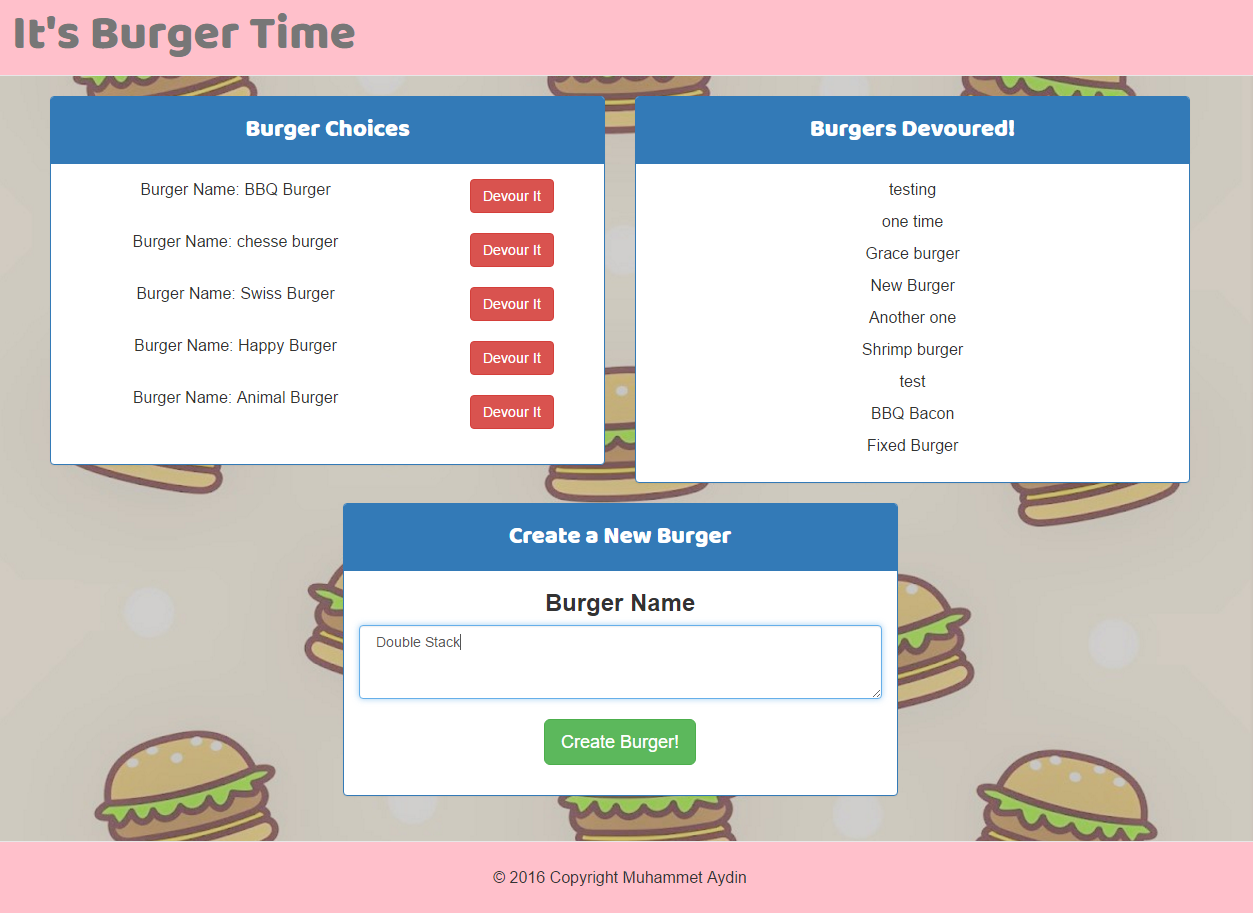 It's Burger Time
Burger Choices
Burger Name: BBQ Burger
Devour It
Burger Name: chesse burger
Devour It
Burger Name: Swiss Burger
Devour It
Burger Name: Happy Burger
Devour It
Burger Name: Animal Burger
Devour It
Burgers Devoured!
testing
one time
Grace burger
New Burger
Another one
Shrimp burger
test
BBQ Bacon
Fixed Burger
Create a New Burger
Burger Name
Double Stack
Create Burger!
© 2016 Copyright Muhammet Aydin